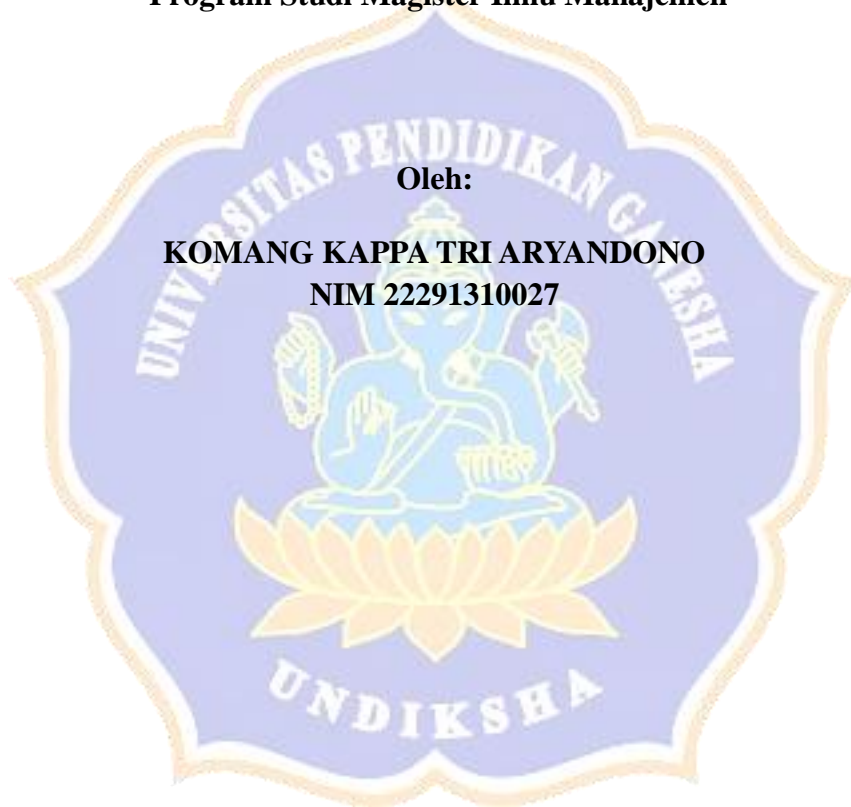 Program Studi Magister Ilmu Manajemen
UNIVERSITAS PENDIDIKAN GANESHA
Oleh:
KOMANG KAPPA TRI ARYANDONO
NIM 22291310027
UNDIKSHA